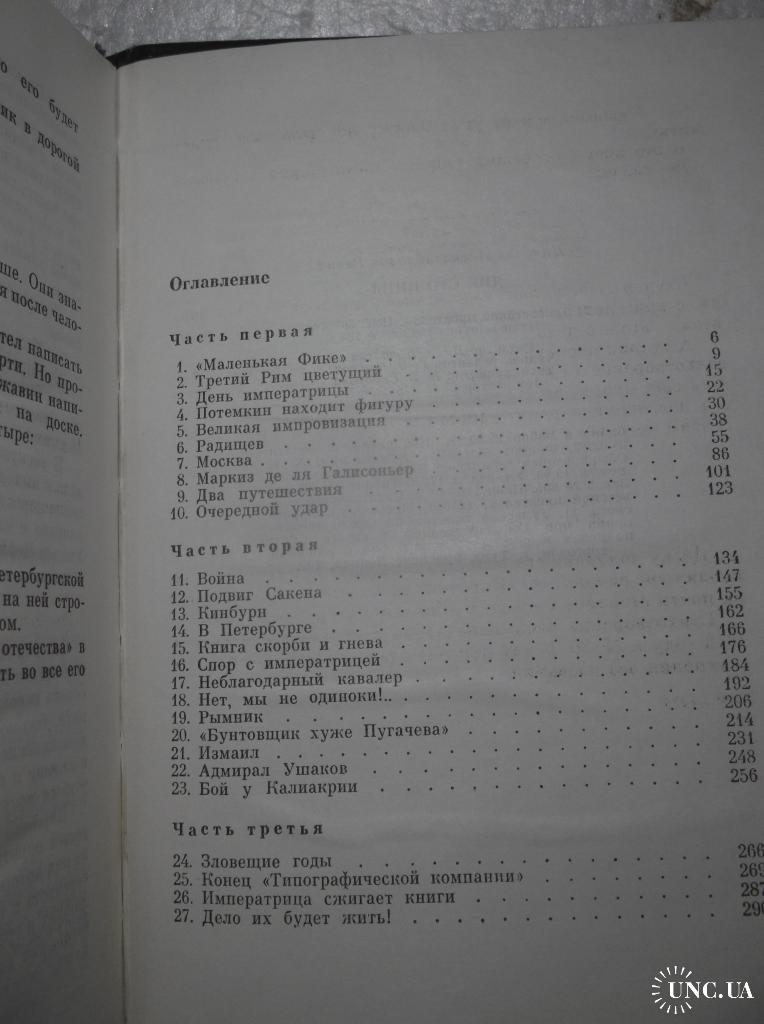 о его будет
ик в дорогой
ше. Они зна-
я после чело-
тел написать
рти. Но про-
жавин напи-
на доске.
тыре:
етербургской
на ней стро-
ом.
отечества» в
ть во все его
Оглавление
Часть первая
1. «Маленькая Фике» 6
2. Третий Рим цветущий 9
3. День императрицы 15
4. Потемкин находит фигуру 22
5. Великая импровизация 30
6. Радищев 38
7. Москва 55
8. Маркиз де ля Галисоньер 86
9. Два путешествия 101
10. Очередной удар 123
Часть вторая
11. Война 134
12. Подвиг Сакена 147
13. Кинбурн 155
14. В Петербурге 162
15. Книга скорби и гнева 166
16. Спор с императрицей 176
17. Неблагодарный кавалер 184
18. Нет, мы не одиноки!.. 192
19. Рымник 206
20. «Бунтовщик хуже Пугачева» 214
21. Измаил 231
22. Адмирал Ушаков 248
23. Бой у Калиакрии 256
Часть третья
24. Зловещие годы 266
25. Конец «Типографической компании» 269
26. Императрица сжигает книги 287
27. Дело их будет жить! 290
UNC.UA